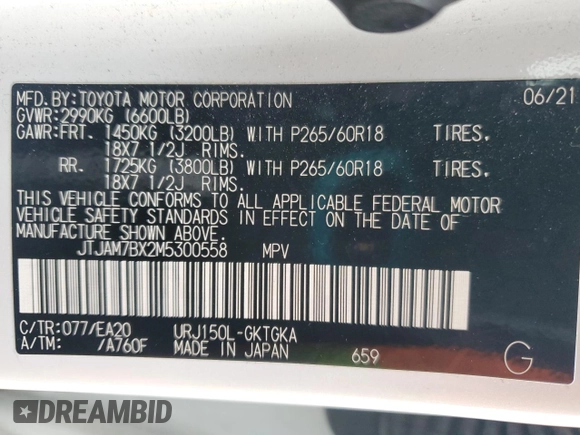 MFD.BY:TOYOTA MOTOR CORPORATION 06/21
GVWR:2990KG (6600LB)
GAWR:FRT. 1450KG (3200LB) WITH P265/60R18 TIRES.
18X7 1/2J RIMS.
RR. 1725KG (3800LB) WITH P265/60R18 TIRES.
18X7 1/2J RIMS.
THIS VEHICLE CONFORMS TO ALL APPLICABLE FEDERAL MOTOR
VEHICLE SAFETY STANDARDS IN EFFECT ON THE DATE OF
MANUFACTURE SHOWN ABOVE.
JTJAM7BX2M5300558 MPV
C/TR:077/EA20 URJ150L-GKTGKA
A/TM: /A760F MADE IN JAPAN 659 G
DREAMBID